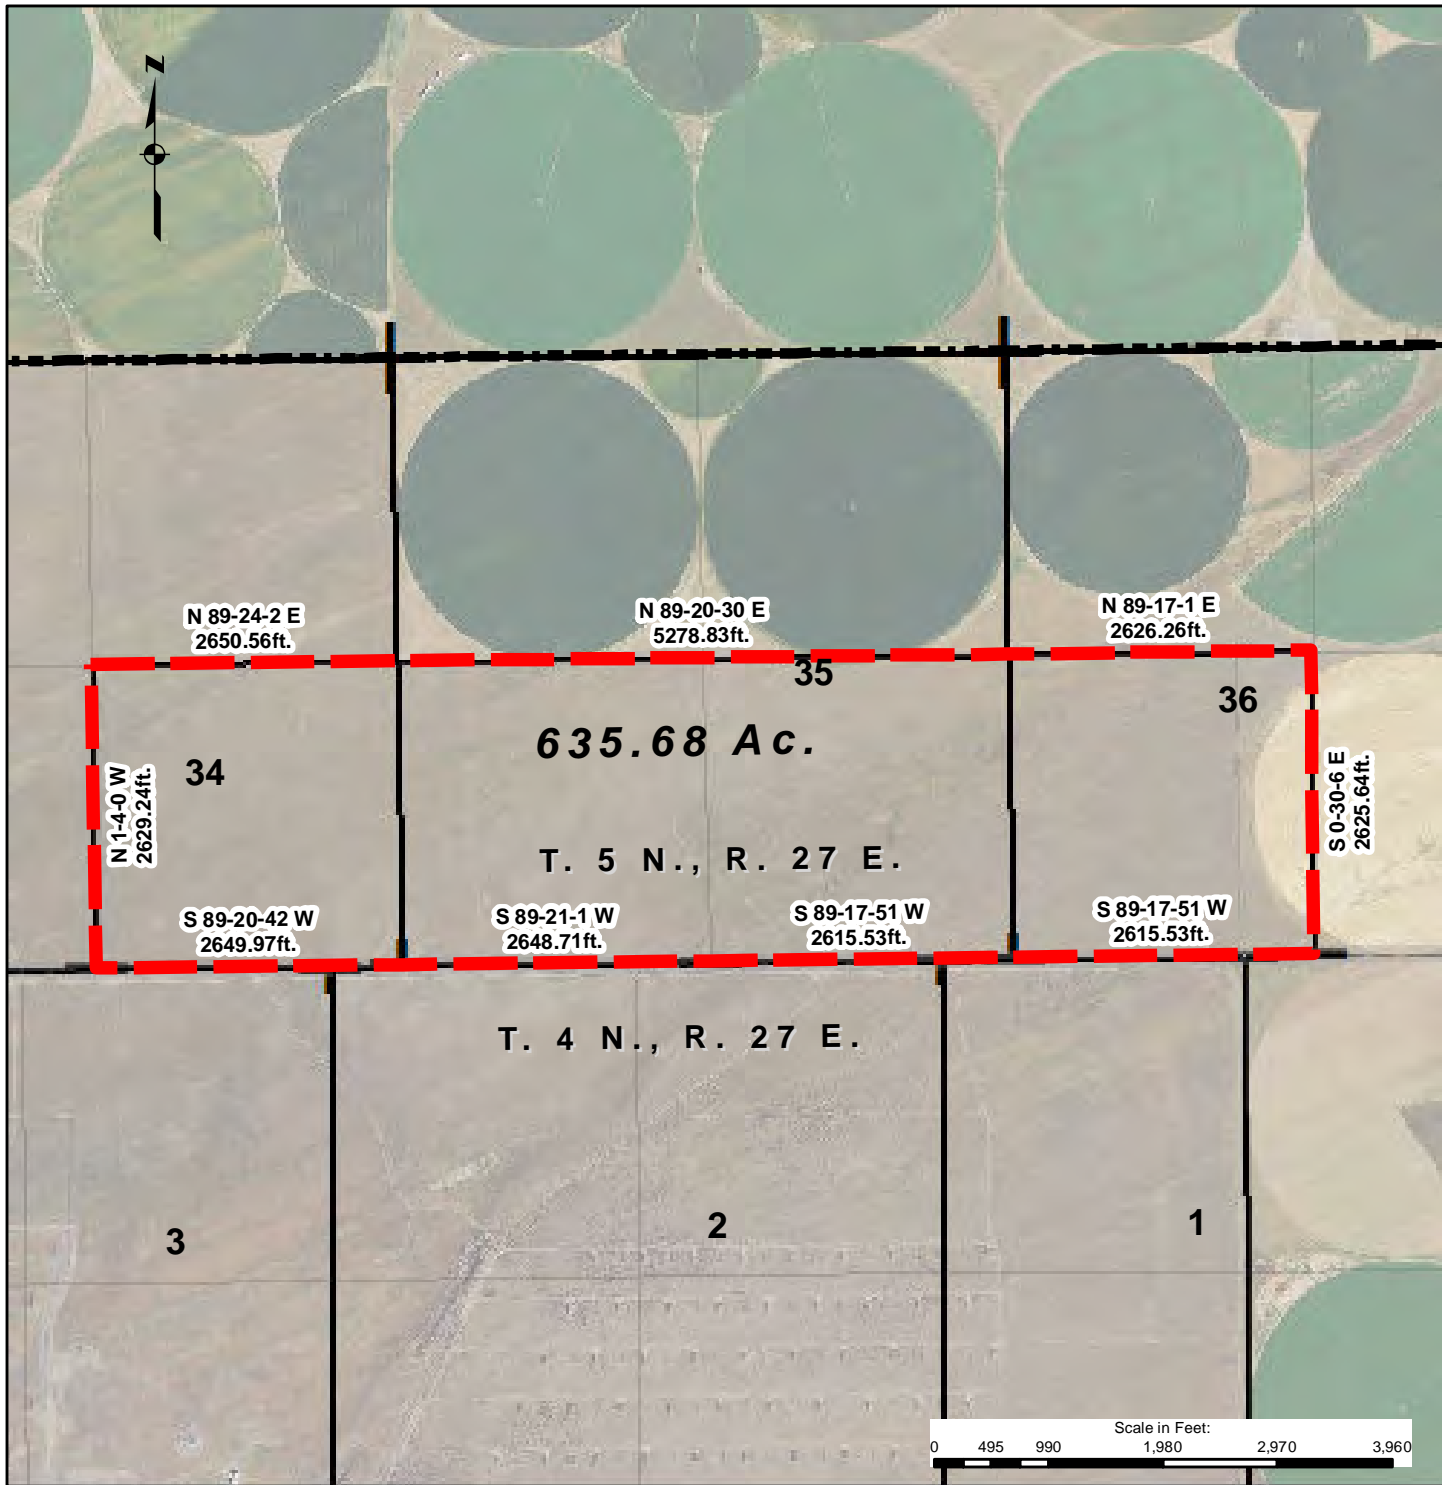 N
N 89-24-2 E
2650.56ft.
N 89-20-30 E
5278.83ft.
N 89-17-1 E
2626.26ft.
35
36
635.68 Ac.
34
N 1-4-0 W
2629.24ft.
S 0-30-6 E
2625.64ft.
T. 5 N., R. 27 E.
S 89-20-42 W
2649.97ft.
S 89-21-1 W
2648.71ft.
S 89-17-51 W
2615.53ft.
S 89-17-51 W
2615.53ft.
T. 4 N., R. 27 E.
3
2
1
Scale in Feet:
0 495 990 1,980 2,970 3,960